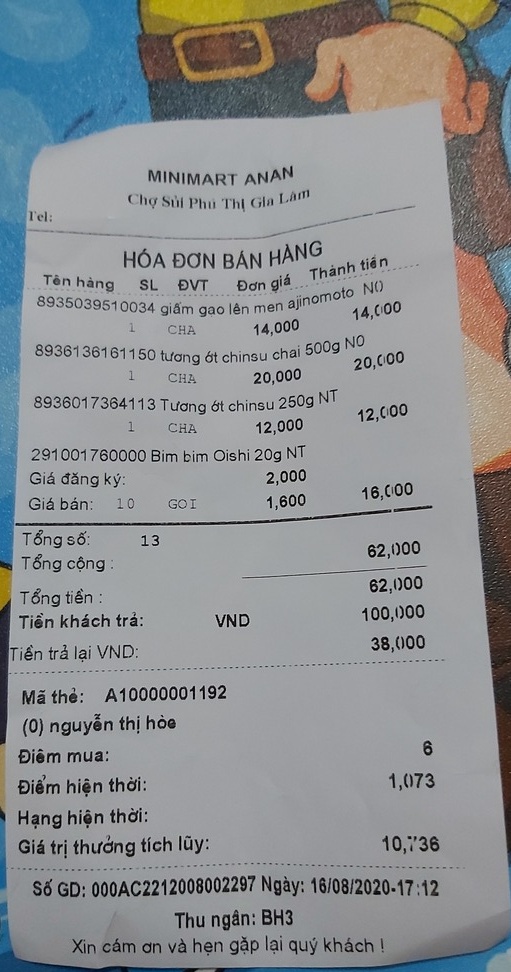 MINIMART ANAN
Chợ Sủi Phú Thị Gia Lâm
Tel:
HÓA ĐƠN BÁN HÀNG
Tên hàng SL ĐVT Đơn giá Thành tiền
8935039510034 giấm gạo lên men ajinomoto N0
1 CHA 14,000 14,000
8936136161150 tương ớt chinsu chai 500g N0
1 CHA 20,000 20,000
8936017364113 Tương ớt chinsu 250g NT
1 CHA 12,000 12,000
291001760000 Bim bim Oishi 20g NT
Giá đăng ký: 2,000
Giá bán: 10 GOI 1,600 16,000
Tổng số: 13
Tổng cộng : 62,000
Tổng tiền : 62,000
Tiền khách trả: VND 100,000
Tiền trả lại VND: 38,000
Mã thẻ: A10000001192
(0) nguyễn thị hòe
Điểm mua: 6
Điểm hiện thời: 1,073
Hạng hiện thời:
Giá trị thưởng tích lũy: 10,736
Số GD: 000AC2212008002297 Ngày: 16/08/2020-17:12
Thu ngân: BH3
Xin cám ơn và hẹn gặp lại quý khách !